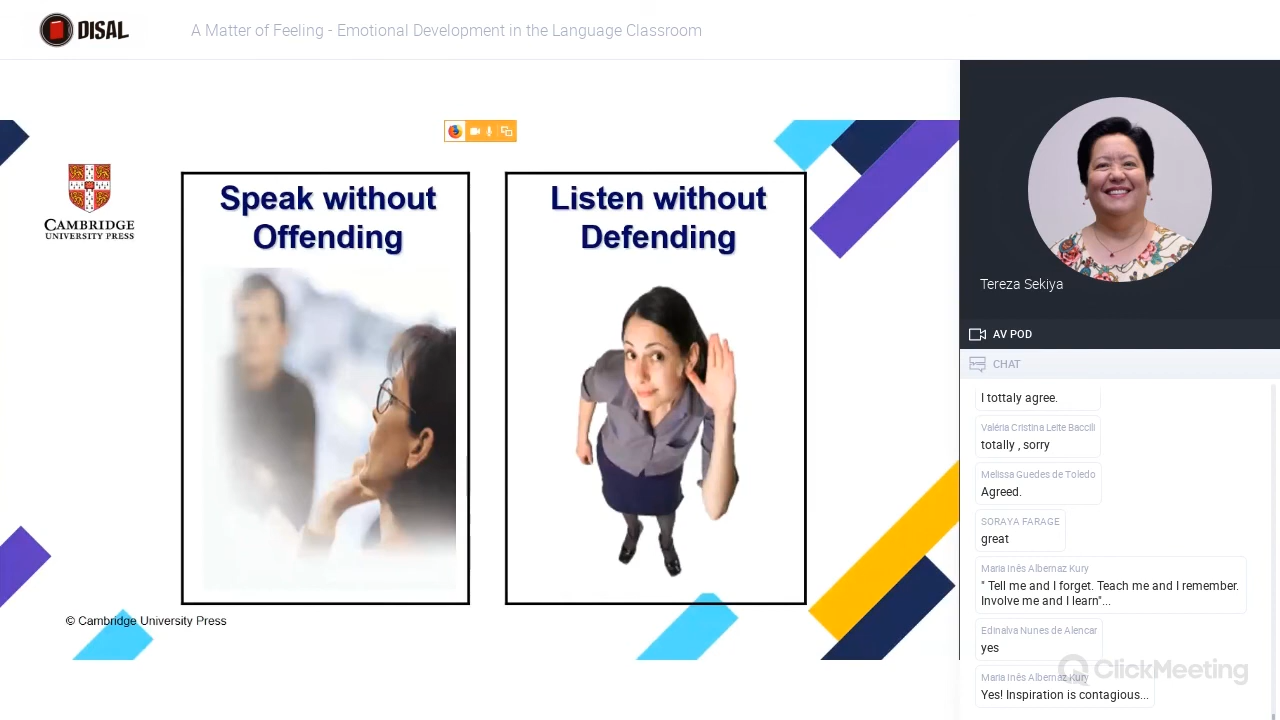 DISAL
A Matter of Feeling - Emotional Development in the Language Classroom
CAMBRIDGE
UNIVERSITY PRESS
Speak without
Offending
Listen without
Defending
© Cambridge University Press
Tereza Sekiya
AV POD
CHAT
I tottaly agree.
Valéria Cristina Leite Baccili
totally , sorry
Melissa Guedes de Toledo
Agreed.
SORAYA FARAGE
great
Maria Inês Albernaz Kury
" Tell me and I forget. Teach me and I remember.
Involve me and I learn"...
Edinalva Nunes de Alencar
yes
Maria Inês Albernaz Kury
Yes! Inspiration is contagious...
ClickMeeting